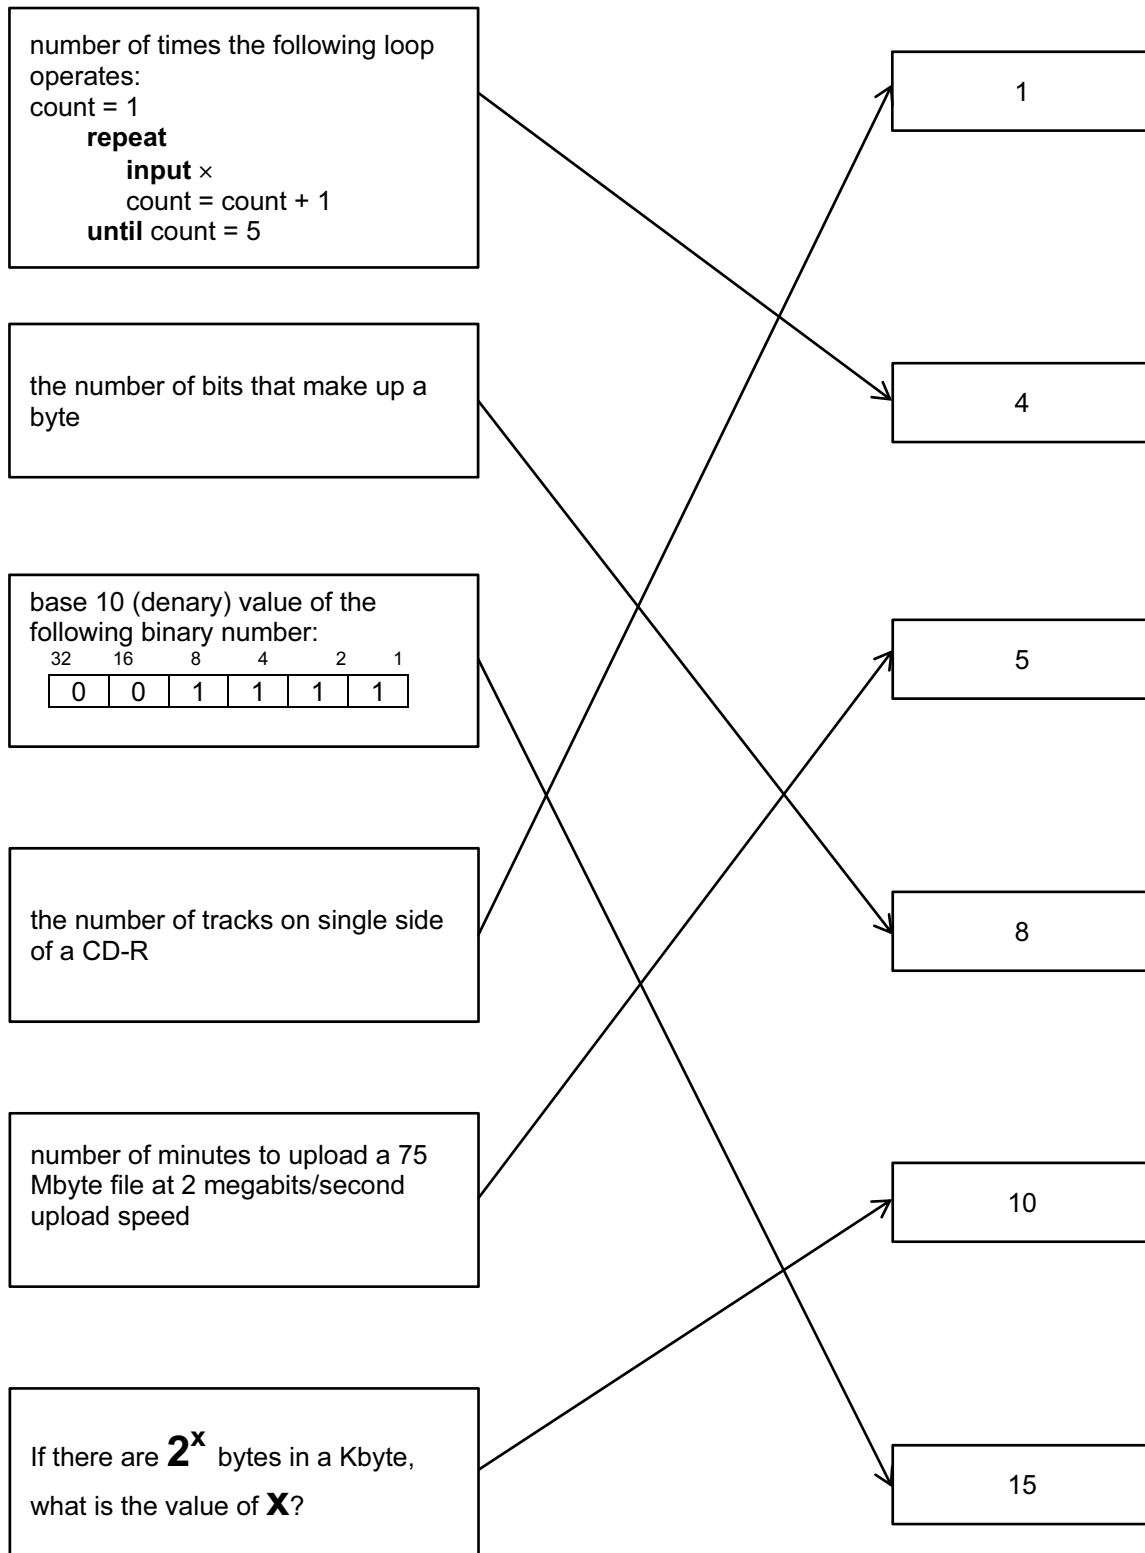 number of times the following loop
operates:
count = 1
repeat
input ×
count = count + 1
until count = 5
the number of bits that make up a
byte
base 10 (denary) value of the
following binary number:
32 16 8 4 2 1
0 0 1 1 1 1
the number of tracks on single side
of a CD-R
number of minutes to upload a 75
Mbyte file at 2 megabits/second
upload speed
If there are 2^x bytes in a Kbyte,
what is the value of x?
1
4
5
8
10
15